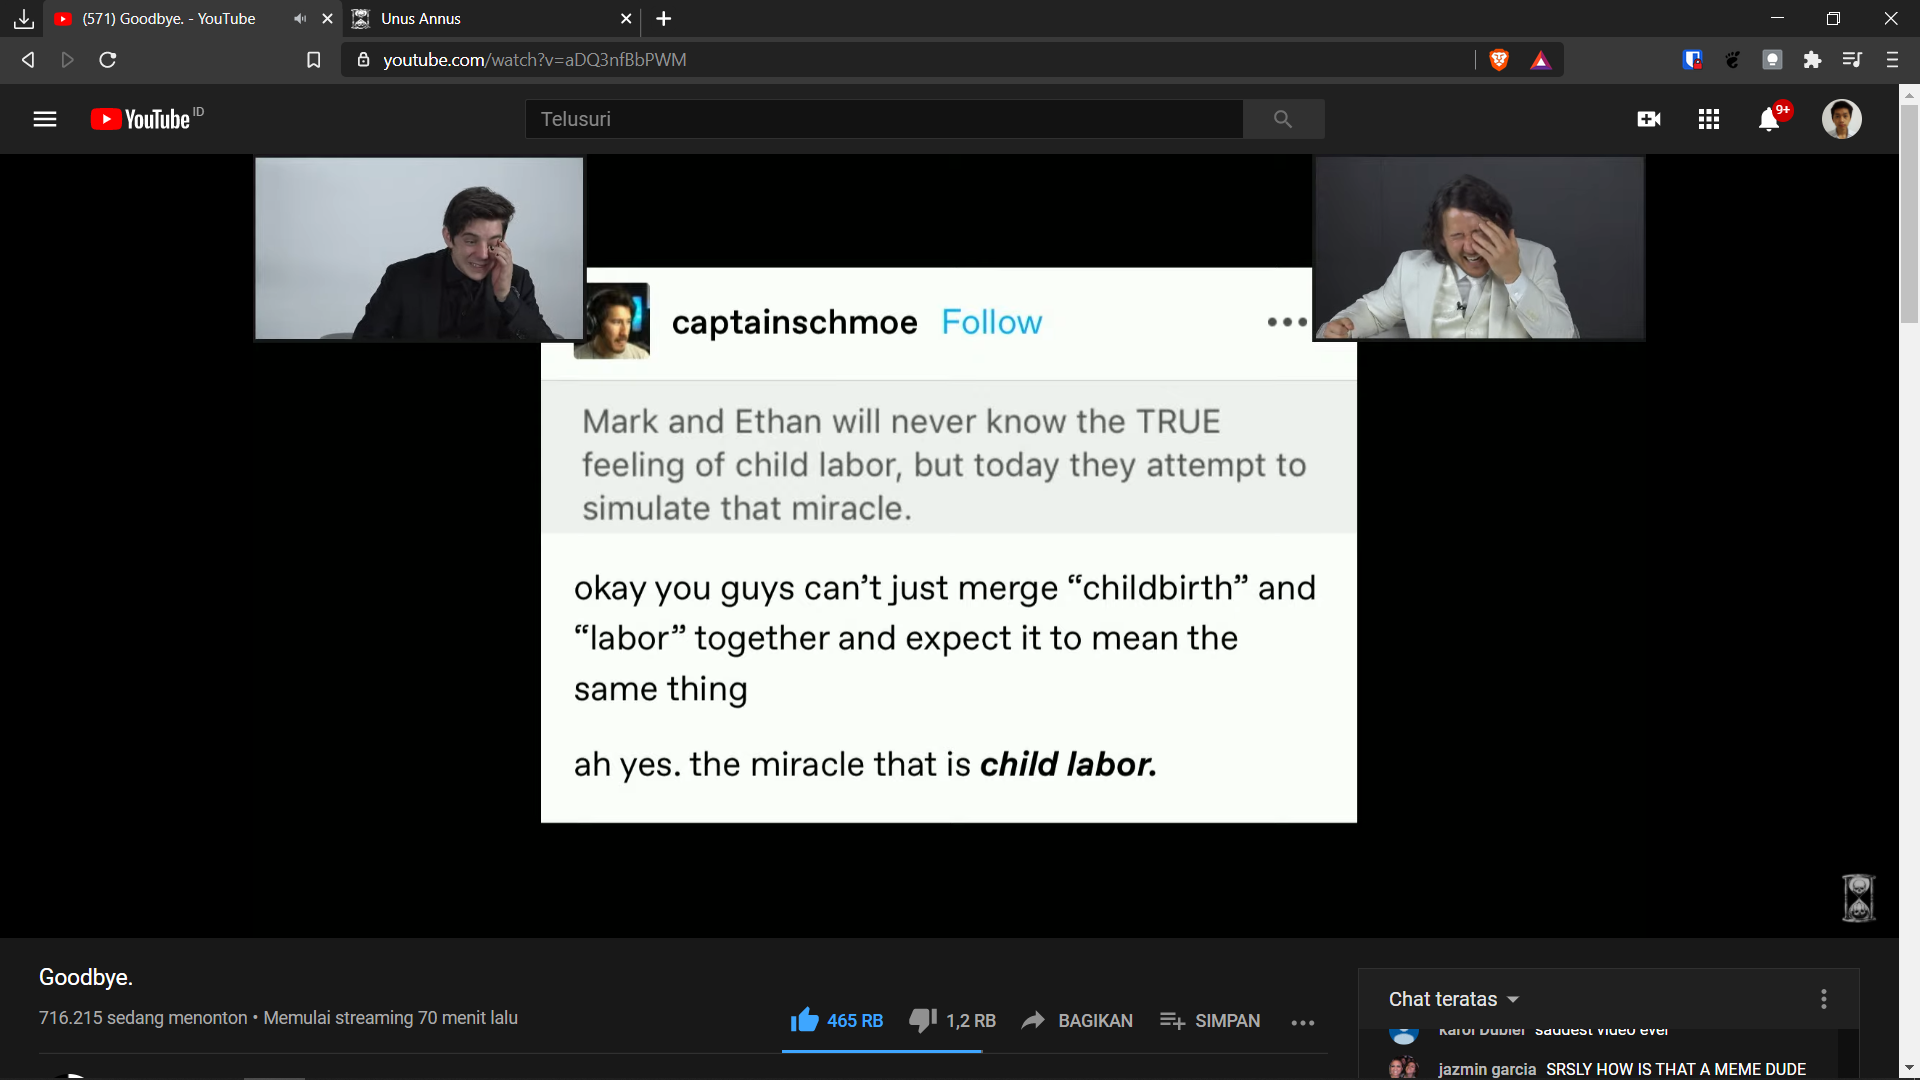 (571) Goodbye. - YouTube
Unus Annus
youtube.com/watch?v=aDQ3nfBbPWM
YouTube ID
Telusuri
9+
captainschmoe Follow
Mark and Ethan will never know the TRUE
feeling of child labor, but today they attempt to
simulate that miracle.
okay you guys can’t just merge “childbirth” and
“labor” together and expect it to mean the
same thing
ah yes. the miracle that is child labor.
Goodbye.
716.215 sedang menonton • Memulai streaming 70 menit lalu
465 RB
1,2 RB
BAGIKAN
SIMPAN
Chat teratas
Karol Dubiel saddest video ever
jazmin garcia SRSLY HOW IS THAT A MEME DUDE